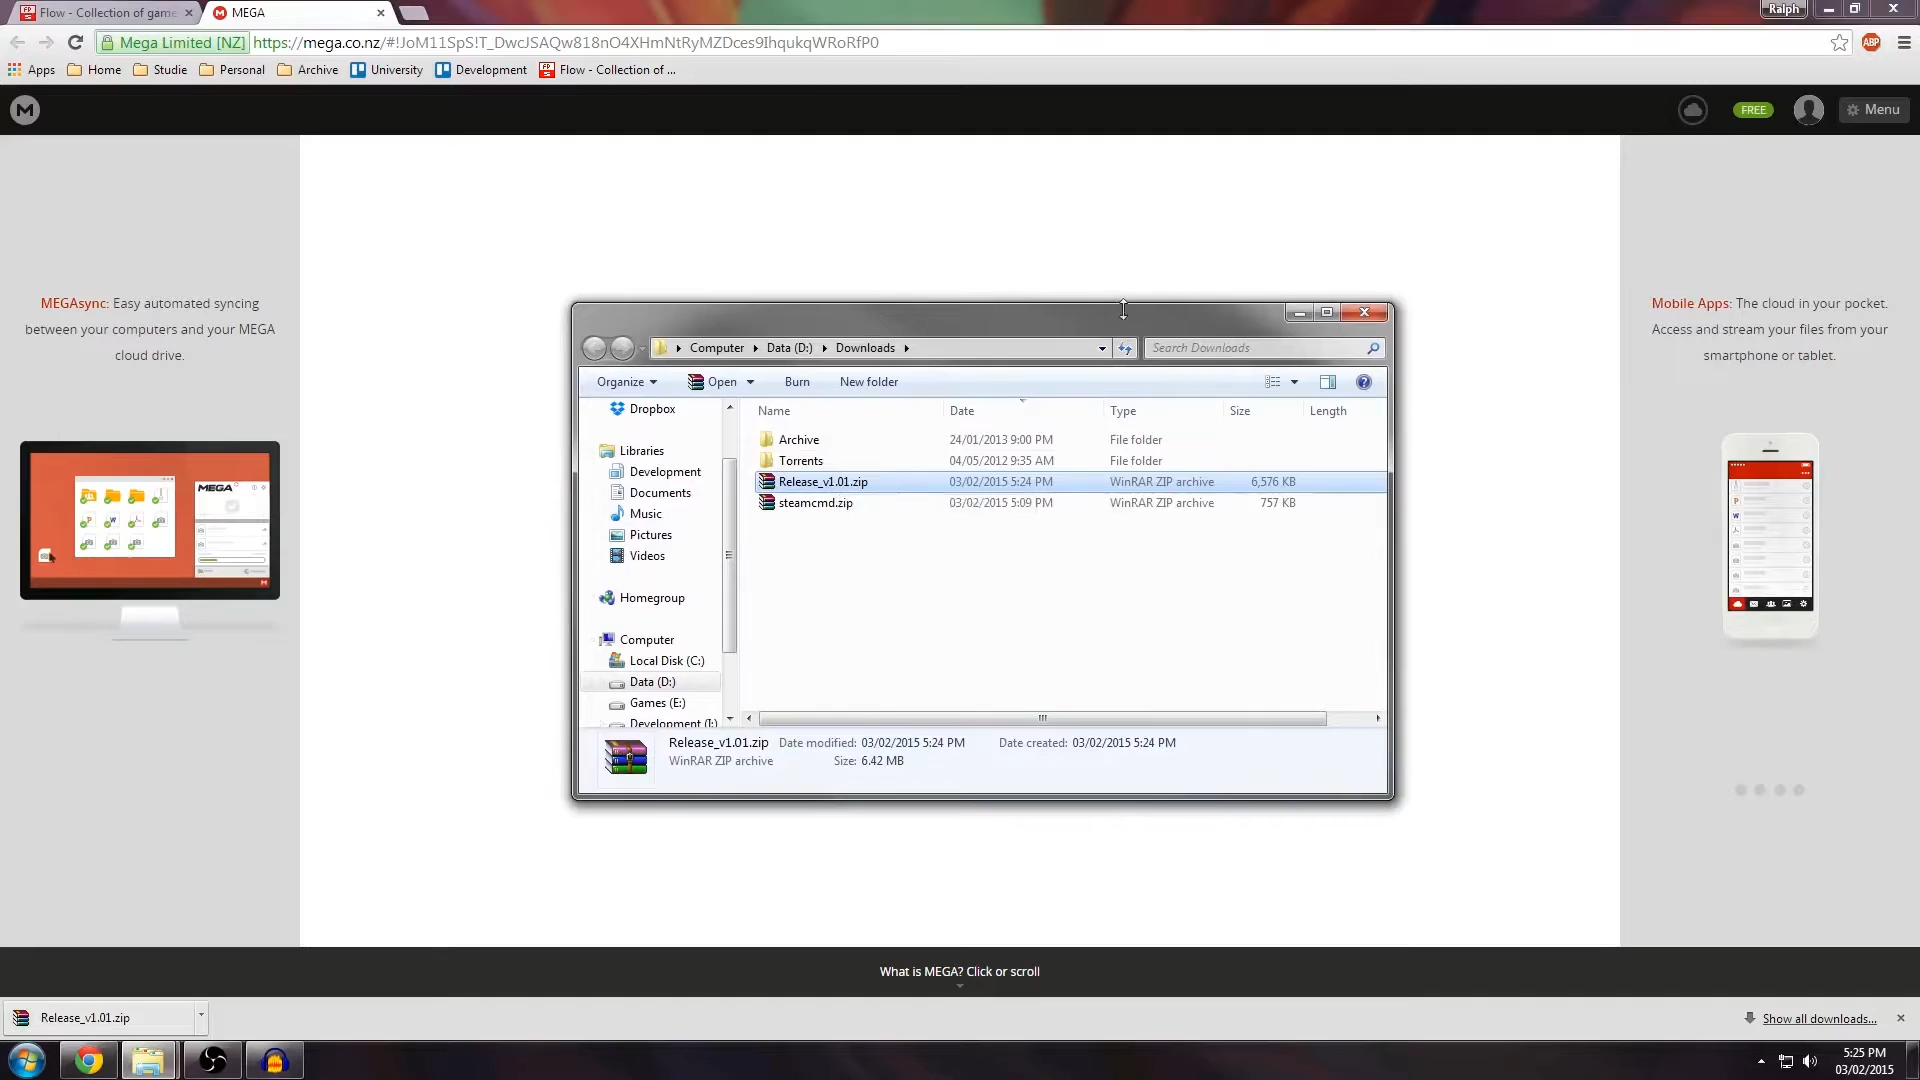 Flow - Collection of game
MEGA
Ralph
Mega Limited [NZ]
https://mega.co.nz/#!JoM11SpS!T_DwcJSAQw818nO4XHmNtRyMZDces9IhqukqWRoRfP0
ABP
Apps
Home
Studie
Personal
Archive
University
Development
Flow - Collection of ...
M
FREE
Menu
MEGAsync: Easy automated syncing
between your computers and your MEGA
cloud drive.
Mobile Apps: The cloud in your pocket.
Access and stream your files from your
smartphone or tablet.
MEGA
Computer
Data (D:)
Downloads
Search Downloads
Organize
Open
Burn
New folder
Dropbox
Libraries
Development
Documents
Music
Pictures
Videos
Homegroup
Computer
Local Disk (C:)
Data (D:)
Games (E:)
Development (I:)
Name
Date
Type
Size
Length
Archive
24/01/2013 9:00 PM
File folder
Torrents
04/05/2012 9:35 AM
File folder
Release_v1.01.zip
03/02/2015 5:24 PM
WinRAR ZIP archive
6,576 KB
steamcmd.zip
03/02/2015 5:09 PM
WinRAR ZIP archive
757 KB
Release_v1.01.zip
Date modified: 03/02/2015 5:24 PM
Date created: 03/02/2015 5:24 PM
WinRAR ZIP archive
Size: 6.42 MB
What is MEGA? Click or scroll
Release_v1.01.zip
Show all downloads...
5:25 PM
03/02/2015